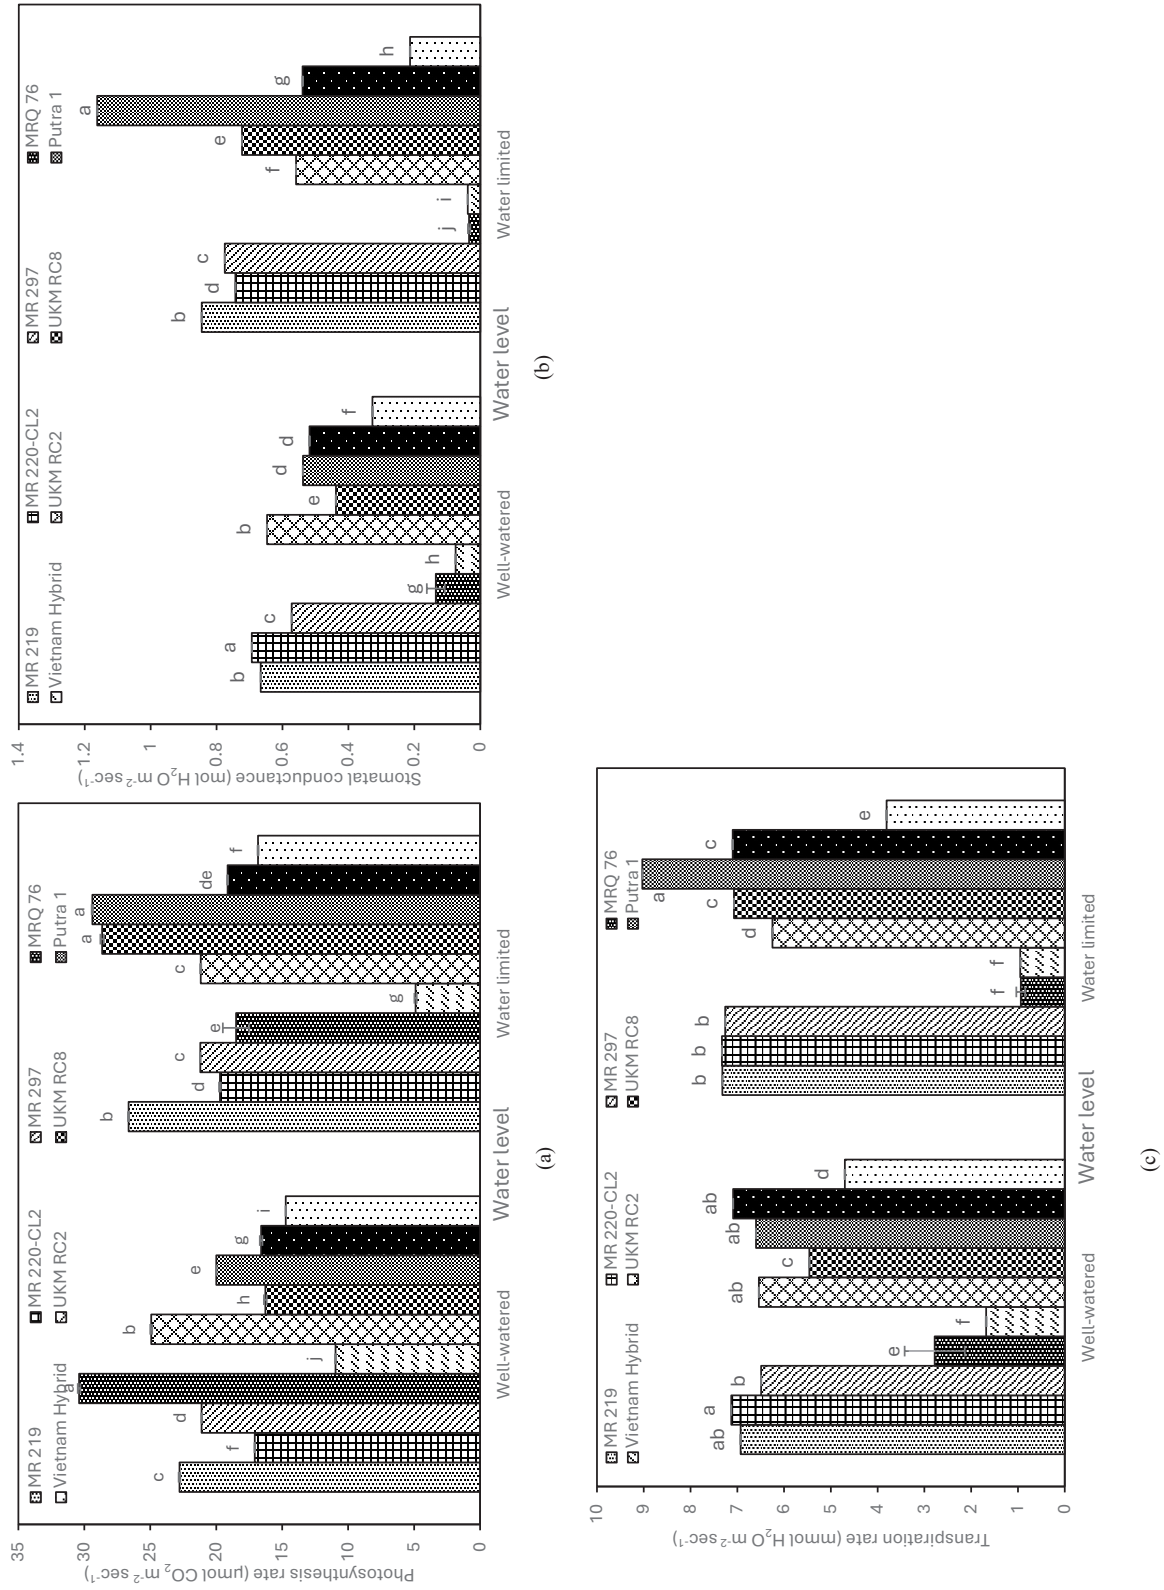 35
30
25
20
15
10
5
0
Photosynthesis rate (µmol CO₂ m⁻² sec⁻¹)
MR 219 MR 220-CL2 MR 297 MRQ 76
Vietnam Hybrid UKM RC2 UKM RC8 Putra 1
c f d a j b h e g i
b d c e g c a a de f
Well-watered Water limited
Water level
(a)
1.4
1.2
1
0.8
0.6
0.4
0.2
0
Stomatal conductance (mol H₂O m⁻² sec⁻¹)
MR 219 MR 220-CL2 MR 297 MRQ 76
Vietnam Hybrid UKM RC2 UKM RC8 Putra 1
b a c g h b e d d f
b d c j i f e a g h
Well-watered Water limited
Water level
(b)
10
9
8
7
6
5
4
3
2
1
0
Transpiration rate (mmol H₂O m⁻² sec⁻¹)
MR 219 MR 220-CL2 MR 297 MRQ 76
Vietnam Hybrid UKM RC2 UKM RC8 Putra 1
ab a b e f ab c ab ab d
b b b f f d c a c e
Well-watered Water limited
Water level
(c)